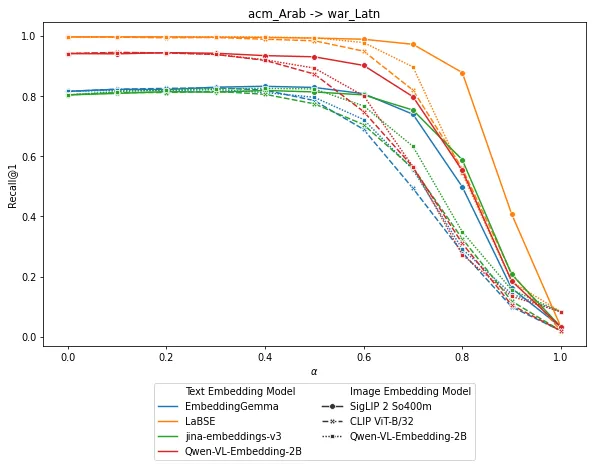 acm_Arab -> war_Latn
Recall@1
1.0
0.8
0.6
0.4
0.2
0.0
0.0 0.2 0.4 0.6 0.8 1.0
α
Text Embedding Model
EmbeddingGemma
LaBSE
jina-embeddings-v3
Qwen-VL-Embedding-2B
Image Embedding Model
SigLIP 2 So400m
CLIP ViT-B/32
Qwen-VL-Embedding-2B